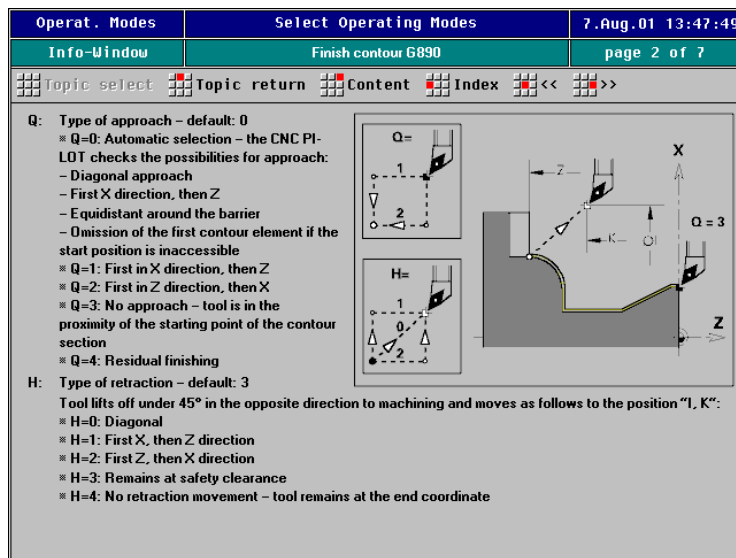 Operat. Modes
Select Operating Modes
7.Aug.01 13:47:49
Info-Window
Finish contour G890
page 2 of 7
Topic select
Topic return
Content
Index
<<
>>
Q: Type of approach – default: 0
※ Q=0: Automatic selection – the CNC PI-
LOT checks the possibilities for approach:
– Diagonal approach
– First X direction, then Z
– Equidistant around the barrier
– Omission of the first contour element if the
start position is inaccessible
※ Q=1: First in X direction, then Z
※ Q=2: First in Z direction, then X
※ Q=3: No approach – tool is in the
proximity of the starting point of the contour
section
※ Q=4: Residual finishing
H: Type of retraction – default: 3
Tool lifts off under 45° in the opposite direction to machining and moves as follows to the position "I, K":
※ H=0: Diagonal
※ H=1: First X, then Z direction
※ H=2: First Z, then X direction
※ H=3: Remains at safety clearance
※ H=4: No retraction movement – tool remains at the end coordinate
Q=
1
2
H=
1
0
2
Z
X
K
Q = 3
Z